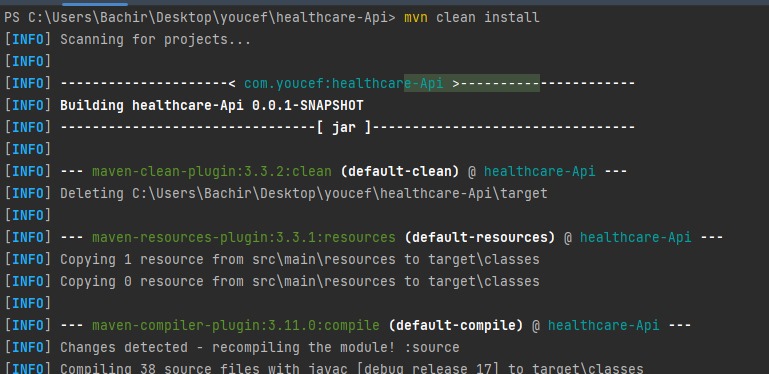 PS C:\Users\Bachir\Desktop\youcef\healthcare-Api> mvn clean install
[INFO] Scanning for projects...
[INFO]
[INFO] ---------------------< com.youcef:healthcare-Api >----------------------
[INFO] Building healthcare-Api 0.0.1-SNAPSHOT
[INFO] --------------------------------[ jar ]---------------------------------
[INFO]
[INFO] --- maven-clean-plugin:3.3.2:clean (default-clean) @ healthcare-Api ---
[INFO] Deleting C:\Users\Bachir\Desktop\youcef\healthcare-Api\target
[INFO]
[INFO] --- maven-resources-plugin:3.3.1:resources (default-resources) @ healthcare-Api ---
[INFO] Copying 1 resource from src\main\resources to target\classes
[INFO] Copying 0 resource from src\main\resources to target\classes
[INFO]
[INFO] --- maven-compiler-plugin:3.11.0:compile (default-compile) @ healthcare-Api ---
[INFO] Changes detected - recompiling the module! :source
[INFO] Compiling 38 source files with javac [debug release 17] to target\classes